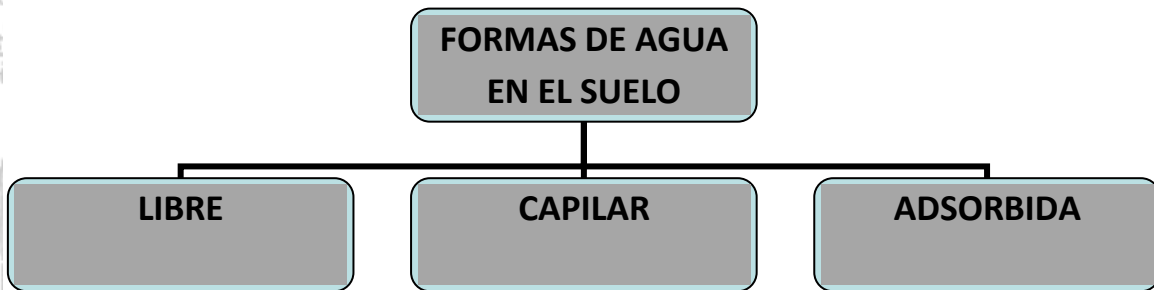 FORMAS DE AGUA
EN EL SUELO
LIBRE
CAPILAR
ADSORBIDA